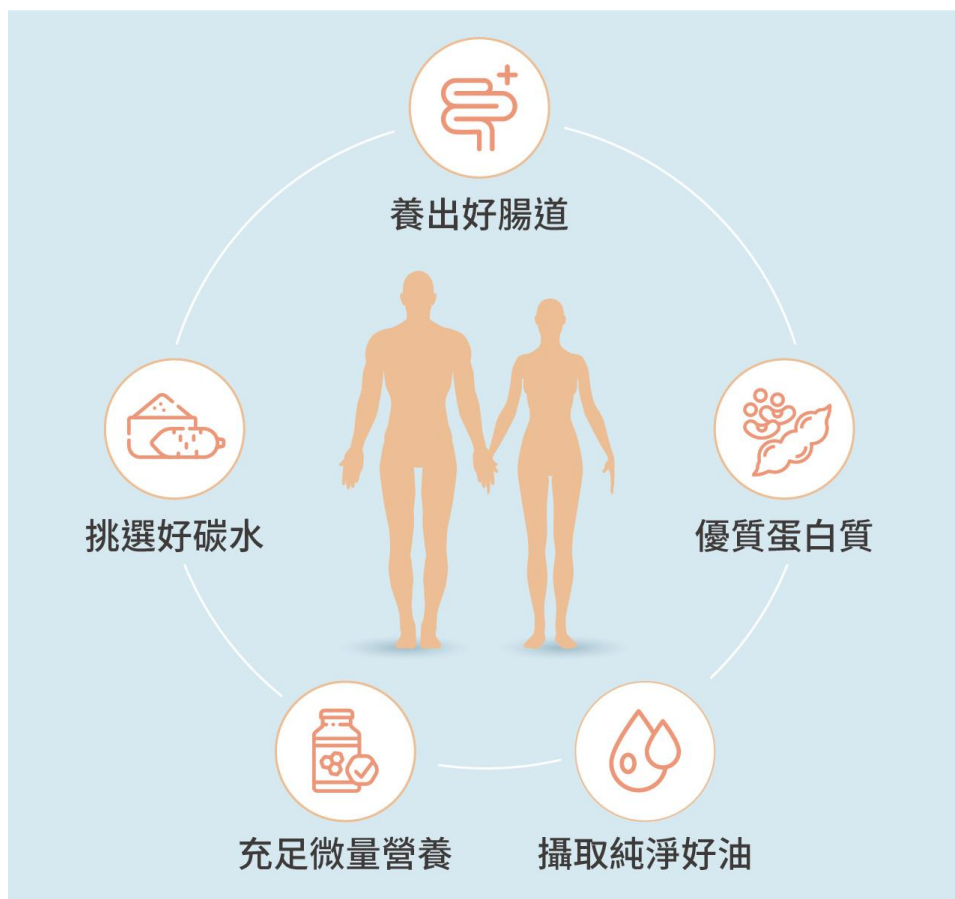 養出好腸道
挑選好碳水
優質蛋白質
充足微量營養
攝取純淨好油